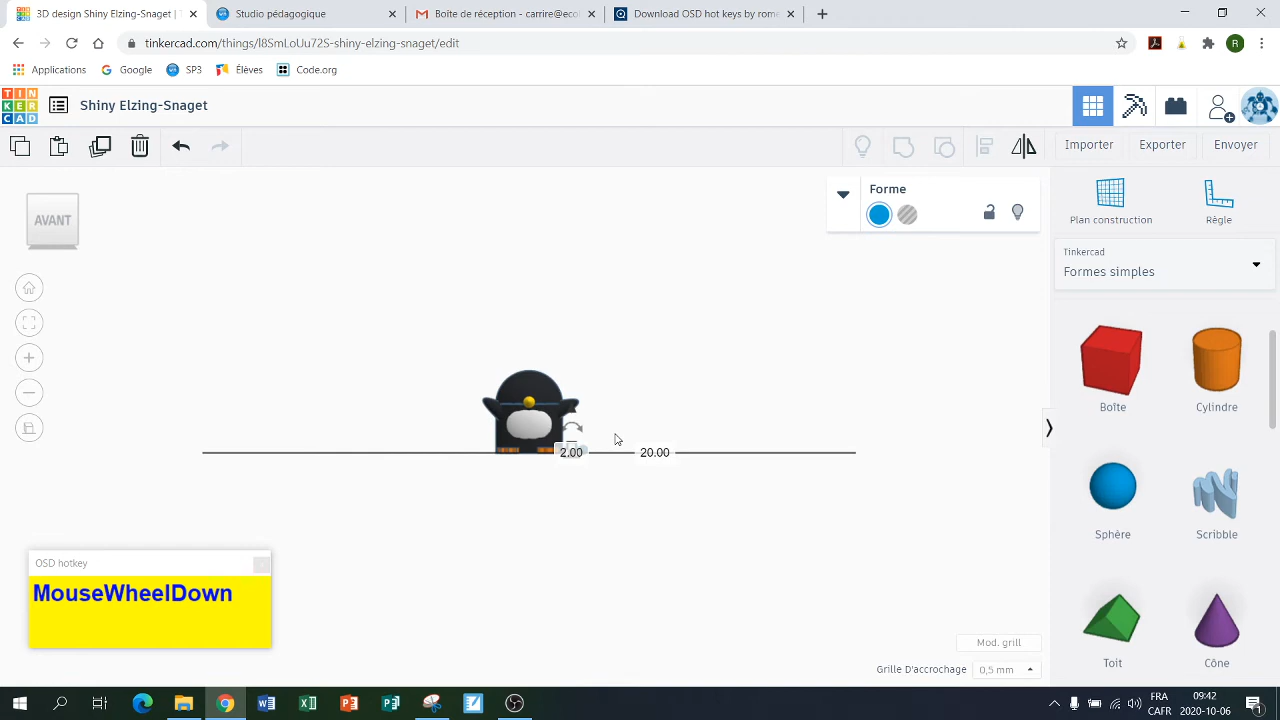 3D design Shiny Elzing-Snaget |
Studio pédagogique
Boîte de réception - carrire@ecol
Download OSD hot keys by rome
tinkercad.com/things/l8SmLoUu72S-shiny-elzing-snaget/edit
R
Applications
Google
SP3
Élèves
Code.org
TIN
KER
CAD
Shiny Elzing-Snaget
Importer
Exporter
Envoyer
AVANT
Forme
Plan construction
Règle
Tinkercad
Formes simples
Boîte
Cylindre
2.00
20.00
Sphère
Scribble
OSD hotkey
MouseWheelDown
Toit
Cône
Mod. grill
Grille D'accrochage
0,5 mm
FRA
CAFR
09:42
2020-10-06